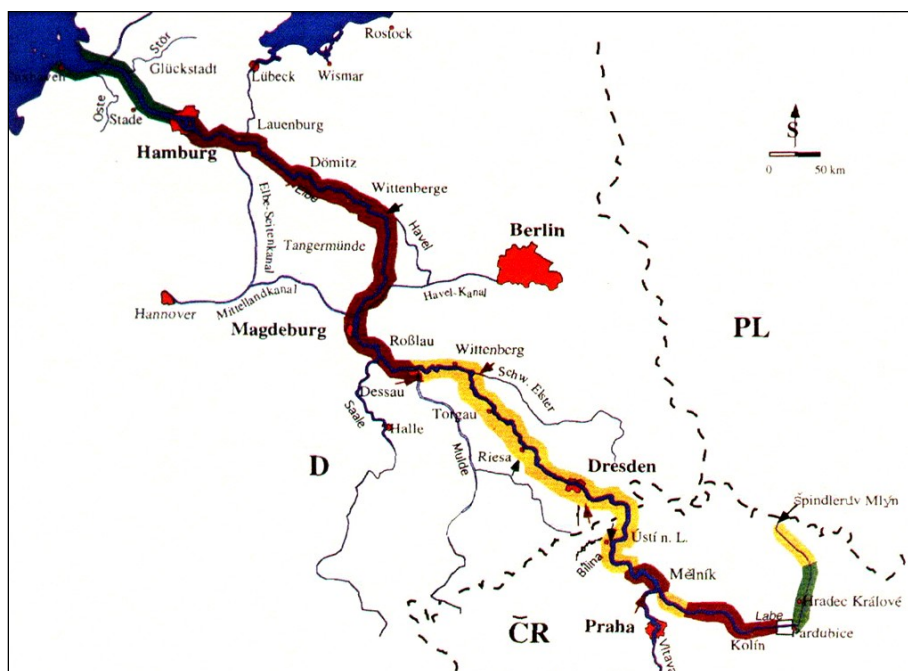 Rostock
Stör
Glückstadt
Lübeck
Wismar
Oste
Stade
Lauenburg
Hamburg
Dömitz
Elbe
S
0 50 km
Wittenberge
Elbe-Seitenkanal
Havel
Berlin
Tangermünde
Havel-Kanal
Hannover
Mittellandkanal
Magdeburg
PL
Roßlau
Wittenberg
Schw. Elster
Dessau
Saale
Torgau
Halle
Mulde
D
Riesa
Dresden
Špindlerův Mlýn
Ústí n. L.
Bílina
Mělník
Hradec Králové
Labe
Praha
ČR
Kolín
Pardubice
Vltava